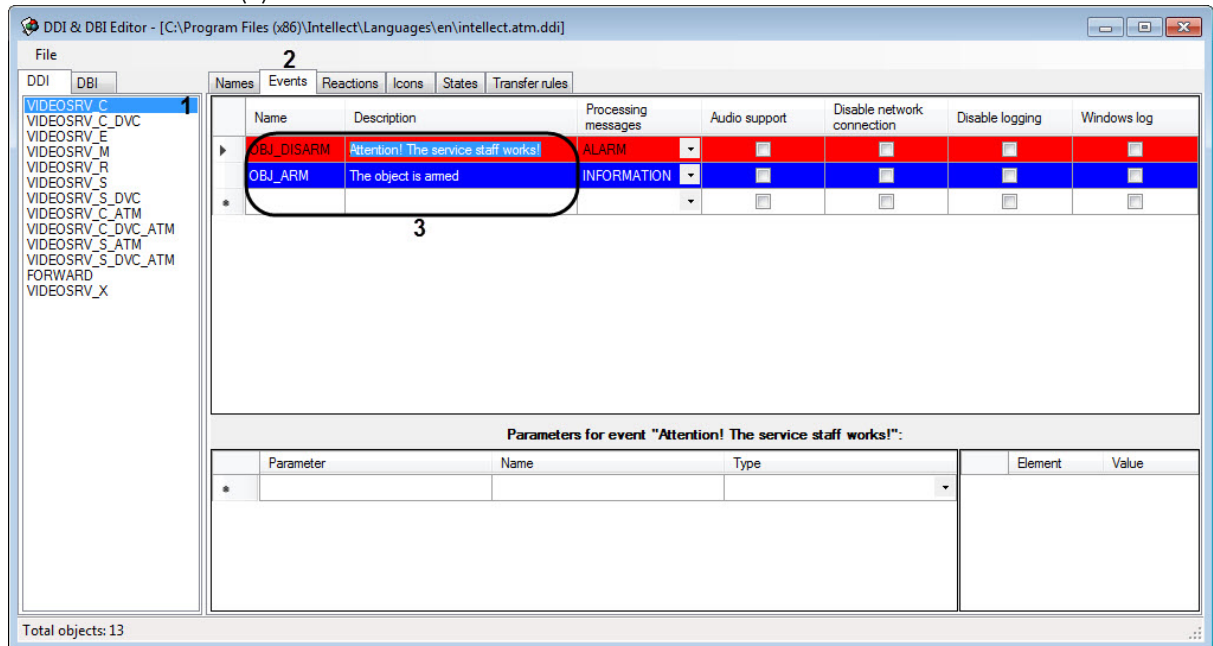 DDI & DBI Editor - [C:\Program Files (x86)\Intellect\Languages\en\intellect.atm.ddi]
File
2
DDI DBI
Names Events Reactions Icons States Transfer rules
VIDEOSRV_C 1
VIDEOSRV_C_DVC
VIDEOSRV_E
VIDEOSRV_M
VIDEOSRV_R
VIDEOSRV_S
VIDEOSRV_S_DVC
VIDEOSRV_C_ATM
VIDEOSRV_C_DVC_ATM
VIDEOSRV_S_ATM
VIDEOSRV_S_DVC_ATM
FORWARD
VIDEOSRV_X
Name Description Processing messages Audio support Disable network connection Disable logging Windows log
OBJ_DISARM Attention! The service staff works! ALARM
OBJ_ARM The object is armed INFORMATION
3
Parameters for event "Attention! The service staff works!":
Parameter Name Type Element Value
Total objects: 13